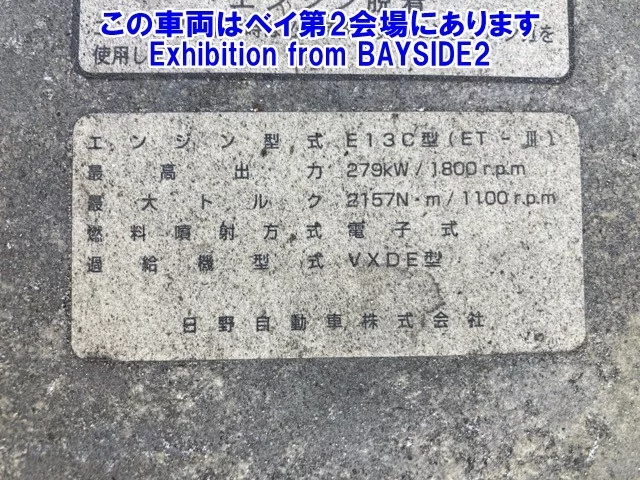 この車両はベイ第2会場にあります
Exhibition from BAYSIDE2
使用し
エンジン型式 E13C型(ET-Ⅲ)
最高出力 279kW/1800r.p.m
最大トルク 2157N・m/1100r.p.m
燃料噴射方式 電子式
過給機型式 VXDE型
日野自動車株式会社